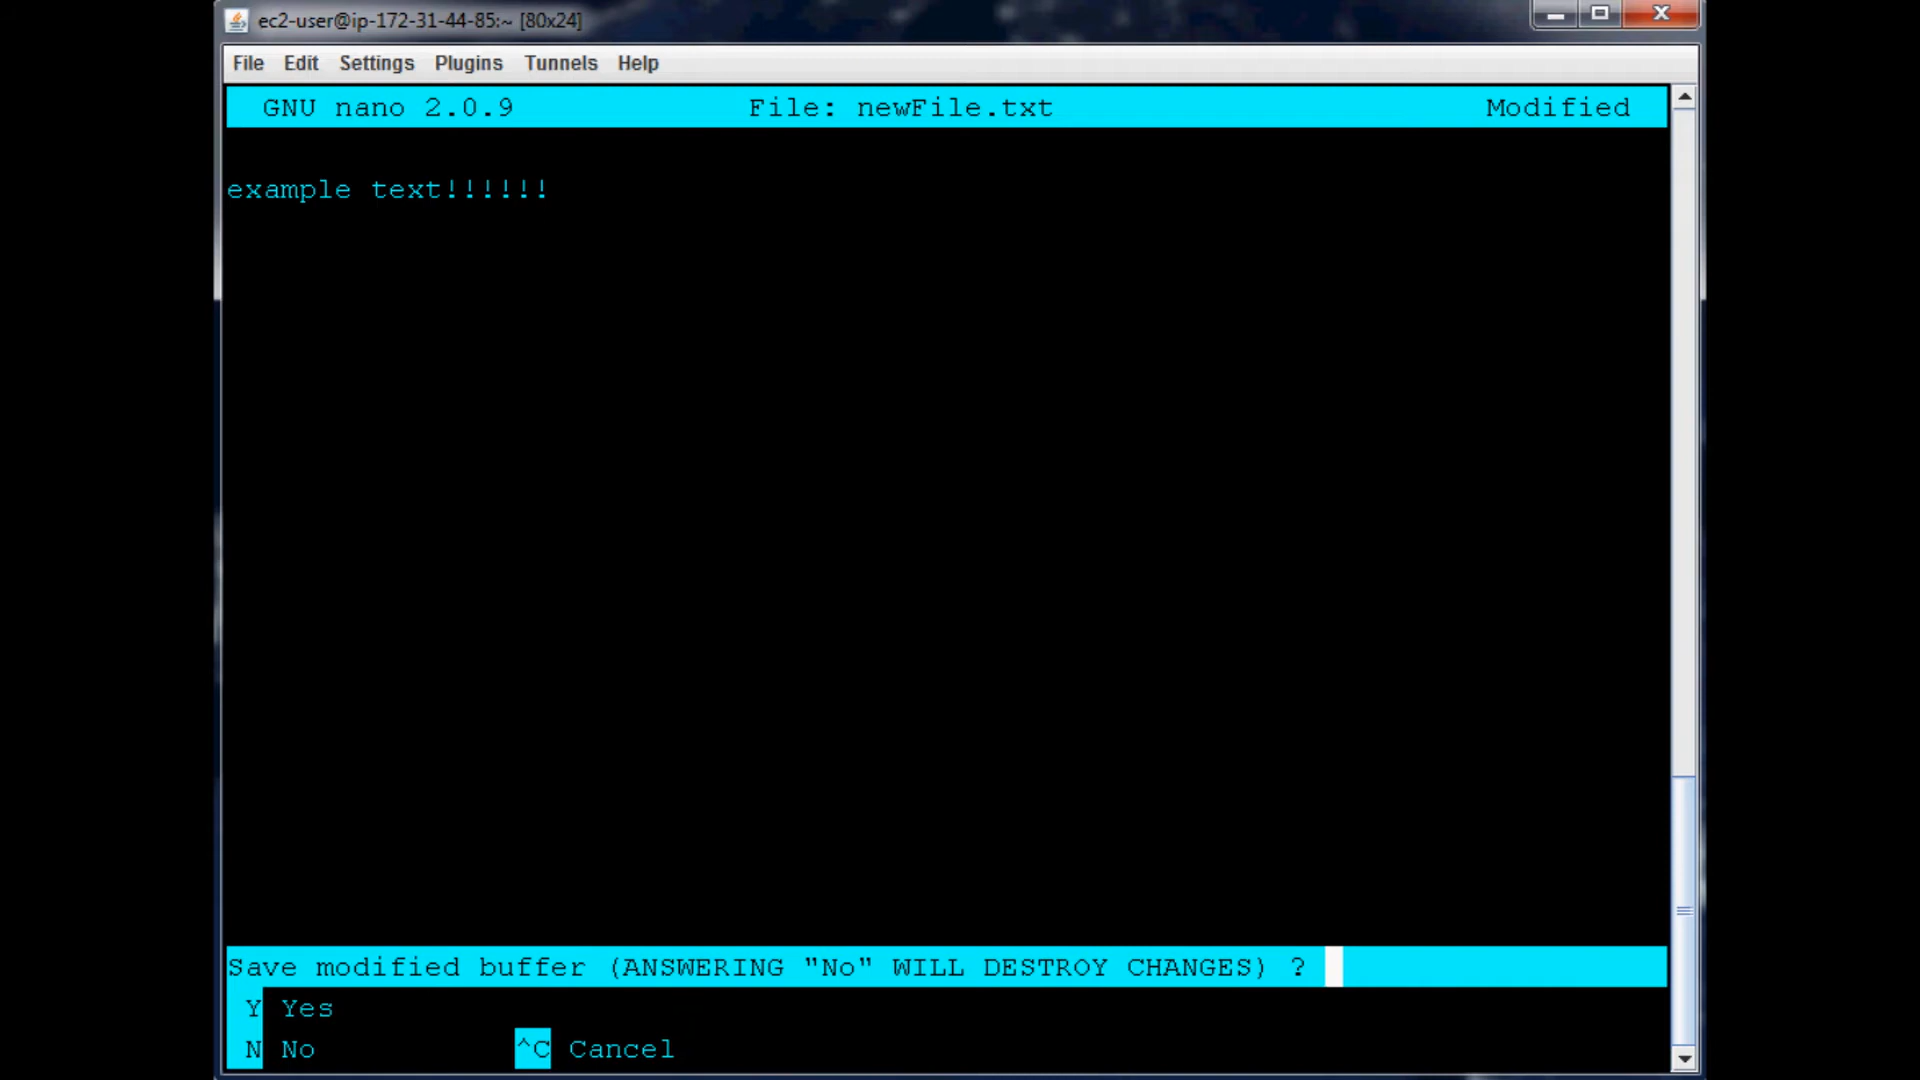 ec2-user@ip-172-31-44-85:~ [80x24]
File Edit Settings Plugins Tunnels Help
GNU nano 2.0.9 File: newFile.txt Modified
example text!!!!!!
Save modified buffer (ANSWERING "No" WILL DESTROY CHANGES) ?
Y Yes
N No ^C Cancel